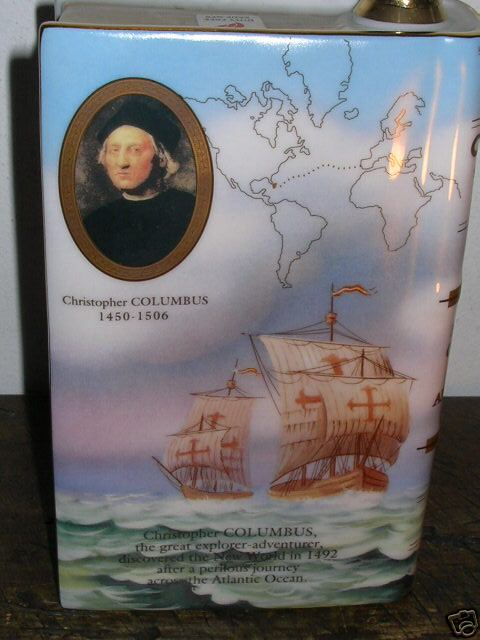 Christopher COLUMBUS
1450-1506
Christopher COLUMBUS,
the great explorer-adventurer,
discovered the New World in 1492
after a perilous journey
across the Atlantic Ocean.